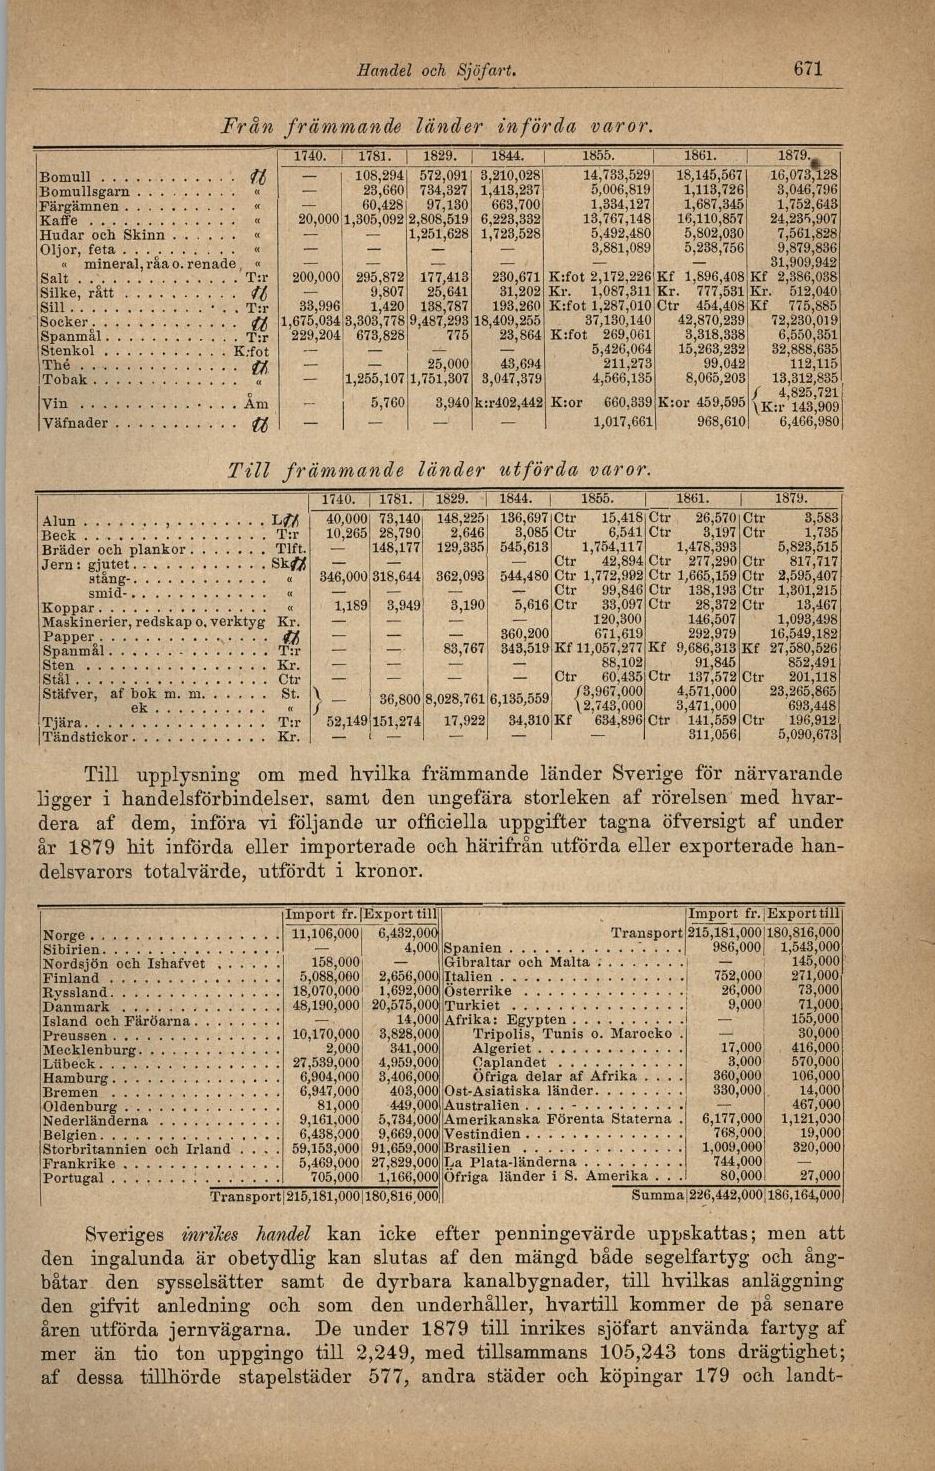 Handel och Sjöfart. 671
Från främmande länder införda varor.
1740. 1781. 1829. 1844. 1855. 1861. 1879.
Bomull . . . ℔ — 108,294 572,091 3,210,028 14,733,529 18,145,567 16,073,128
Bomullsgarn . . . « — 23,660 734,327 1,413,237 5,006,819 1,113,726 3,046,796
Färgämnen . . . « — 60,428 97,130 663,700 1,334,127 1,687,345 1,752,643
Kaffe . . . « 20,000 1,305,092 2,808,519 6,223,332 13,767,148 16,110,857 24,235,907
Hudar och Skinn . . . « — — 1,251,628 1,723,528 5,492,480 5,802,030 7,561,828
Oljor, feta . . . « — — — — 3,881,089 5,238,756 9,879,836
« mineral, råa o. renade « — — — — — — 31,909,942
Salt . . . T:r 200,000 295,872 177,413 230,671 K:fot 2,172,226 Kf 1,896,408 Kf 2,386,038
Silke, rått . . . ℔ — 9,807 25,641 31,202 Kr. 1,087,311 Kr. 777,531 Kr. 512,040
Sill . . . T:r 33,996 1,420 138,787 193,260 K:fot 1,287,010 Ctr 454,408 Kf 775,885
Socker . . . ℔ 1,675,034 3,303,778 9,487,293 18,409,255 37,130,140 42,870,239 72,230,019
Spanmål . . . T:r 229,204 673,828 775 23,864 K:fot 269,061 3,318,338 6,550,351
Stenkol . . . K:fot — — — — 5,426,064 15,263,232 32,888,635
Thé . . . ℔ — — 25,000 43,694 211,273 99,042 112,115
Tobak . . . « — 1,255,107 1,751,307 3,047,379 4,566,135 8,065,203 13,312,835
Vin . . . Åm — 5,760 3,940 k:r 402,442 K:or 660,339 K:or 459,595 { 4,825,721
K:r 143,909
Väfnader . . . ℔ — — — — 1,017,661 968,610 6,466,980
Till främmande länder utförda varor.
1740. 1781. 1829. 1844. 1855. 1861. 1879.
Alun . . . L℔ 40,000 73,140 148,225 136,697 Ctr 15,418 Ctr 26,570 Ctr 3,583
Beck . . . T:r 10,265 28,790 2,646 3,085 Ctr 6,541 Ctr 3,197 Ctr 1,735
Bräder och plankor . . . Tlft. — 148,177 129,335 545,613 1,754,117 1,478,393 5,823,515
Jern: gjutet . . . Sk℔ — — — — Ctr 42,894 Ctr 277,290 Ctr 817,717
stång- . . . « 346,000 318,644 362,093 544,480 Ctr 1,772,992 Ctr 1,665,159 Ctr 2,595,407
smid- . . . « — — — — Ctr 99,846 Ctr 138,193 Ctr 1,301,215
Koppar . . . « 1,189 3,949 3,190 5,616 Ctr 33,097 Ctr 28,372 Ctr 13,467
Maskinerier, redskap o. verktyg Kr. — — — — 120,300 146,507 1,093,498
Papper . . . ℔ — — — 360,200 671,619 292,979 16,549,182
Spanmål . . . T:r — — 83,767 343,519 Kf 11,057,277 Kf 9,686,313 Kf 27,580,526
Sten . . . Kr. — — — — 88,102 91,845 852,491
Stål . . . Ctr — — — — Ctr 60,435 Ctr 137,572 Ctr 201,118
Stäfver, af bok m. m. . . . St. } — 36,800 8,028,761 6,135,559 { 3,967,000 4,571,000 23,265,865
ek . . . « 2,743,000 3,471,000 693,448
Tjära . . . T:r 52,149 151,274 17,922 34,310 Kf 634,896 Ctr 141,559 Ctr 196,912
Tändstickor . . . Kr. — — — — — 311,056 5,090,673
Till upplysning om med hvilka främmande länder Sverige för närvarande
ligger i handelsförbindelser, samt den ungefära storleken af rörelsen med hvar-
dera af dem, införa vi följande ur officiella uppgifter tagna öfversigt af under
år 1879 hit införda eller importerade och härifrån utförda eller exporterade han-
delsvarors totalvärde, utfördt i kronor.
Import fr. Export till
Norge . . . 11,106,000 6,432,000
Sibirien . . . — 4,000
Nordsjön och Ishafvet . . . 158,000 —
Finland . . . 5,088,000 2,656,000
Ryssland . . . 18,070,000 1,692,000
Danmark . . . 48,190,000 20,575,000
Island och Färöarna . . . — 14,000
Preussen . . . 10,170,000 3,828,000
Mecklenburg . . . 2,000 341,000
Lübeck . . . 27,539,000 4,959,000
Hamburg . . . 6,904,000 3,406,000
Bremen . . . 6,947,000 403,000
Oldenburg . . . 81,000 449,000
Nederländerna . . . 9,161,000 5,734,000
Belgien . . . 6,438,000 9,669,000
Storbritannien och Irland . . . 59,153,000 91,659,000
Frankrike . . . 5,469,000 27,829,000
Portugal . . . 705,000 1,166,000
Transport 215,181,000 180,816,000
Import fr. Export till
Transport 215,181,000 180,816,000
Spanien . . . 986,000 1,543,000
Gibraltar och Malta . . . — 145,000
Italien . . . 752,000 271,000
Österrike . . . 26,000 73,000
Turkiet . . . 9,000 71,000
Afrika: Egypten . . . — 155,000
Tripolis, Tunis o. Marocko . — 30,000
Algeriet . . . 17,000 416,000
Caplandet . . . 3,000 570,000
Öfriga delar af Afrika . . . 360,000 106,000
Ost-Asiatiska länder . . . 330,000 14,000
Australien . . . — 467,000
Amerikanska Förenta Staterna . 6,177,000 1,121,030
Vestindien . . . 768,000 19,000
Brasilien . . . 1,009,000 320,000
La Plata-länderna . . . 744,000 —
Öfriga länder i S. Amerika . . . 80,000 27,000
Summa 226,442,000 186,164,000
Sveriges inrikes handel kan icke efter penningevärde uppskattas; men att
den ingalunda är obetydlig kan slutas af den mängd både segelfartyg och ång-
båtar den sysselsätter samt de dyrbara kanalbygnader, till hvilkas anläggning
den gifvit anledning och som den underhåller, hvartill kommer de på senare
åren utförda jernvägarna. De under 1879 till inrikes sjöfart använda fartyg af
mer än tio ton uppgingo till 2,249, med tillsammans 105,243 tons drägtighet;
af dessa tillhörde stapelstäder 577, andra städer och köpingar 179 och landt-